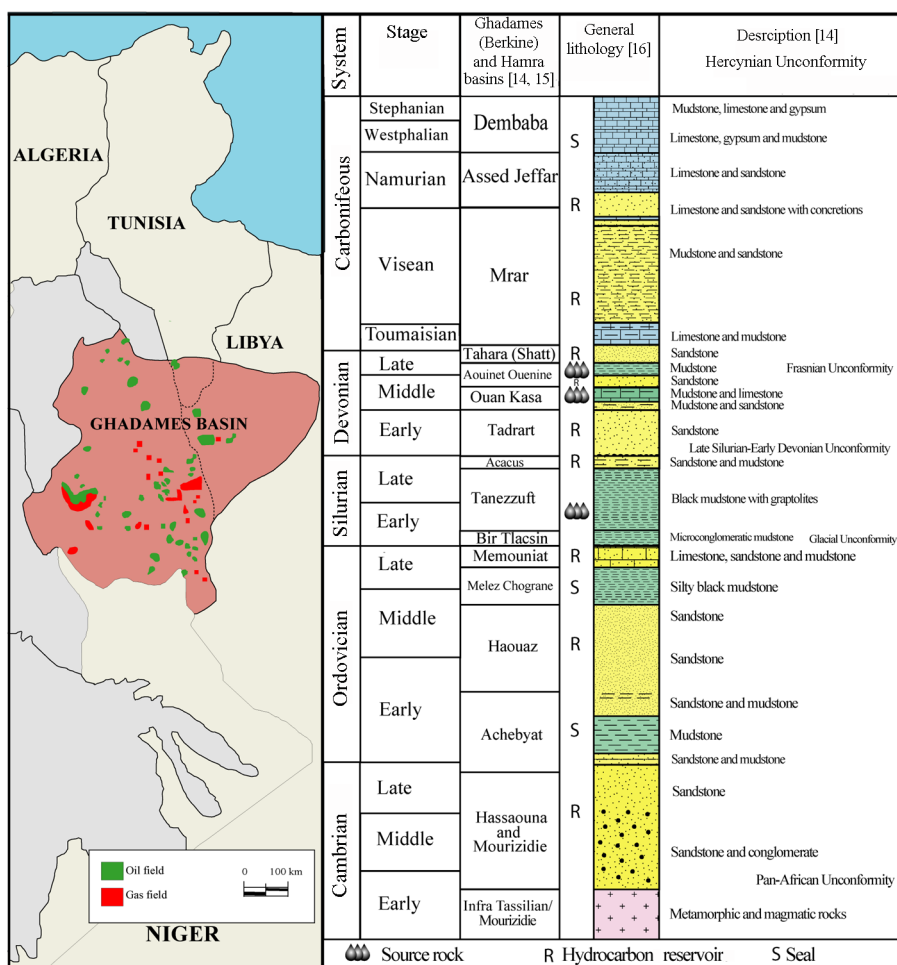 ALGERIA
TUNISIA
LIBYA
GHADAMES BASIN
Oil field
Gas field
0 100 km
NIGER
System
Stage
Ghadames
(Berkine)
and Hamra
basins [14, 15]
General
lithology [16]
Desrciption [14]
Hercynian Unconformity
Carbonifeous
Stephanian
Westphalian
Namurian
Visean
Toumaisian
Dembaba
Assed Jeffar
Mrar
S
R
R
Mudstone, limestone and gypsum
Limestone, gypsum and mudstone
Limestone and sandstone
Limestone and sandstone with concretions
Mudstone and sandstone
Limestone and mudstone
Devonian
Late
Middle
Early
Tahara (Shatt)
Aouinet Ouenine
Ouan Kasa
Tadrart
R
R
R
Sandstone
Mudstone Frasnian Unconformity
Sandstone
Mudstone and limestone
Mudstone and sandstone
Sandstone
Late Silurian-Early Devonian Unconformity
Silurian
Late
Early
Acacus
Tanezzuft
Bir Tlacsin
R
Sandstone and mudstone
Black mudstone with graptolites
Microconglomeratic mudstone Glacial Unconformity
Ordovician
Late
Middle
Early
Memouniat
Melez Chograne
Haouaz
Achebyat
R
S
R
S
Limestone, sandstone and mudstone
Silty black mudstone
Sandstone
Sandstone
Sandstone and mudstone
Mudstone
Sandstone and mudstone
Cambrian
Late
Middle
Early
Hassaouna
and
Mourizidie
Infra Tassilian/
Mourizidie
R
Sandstone
Sandstone and conglomerate
Pan-African Unconformity
Metamorphic and magmatic rocks
Source rock R Hydrocarbon reservoir S Seal